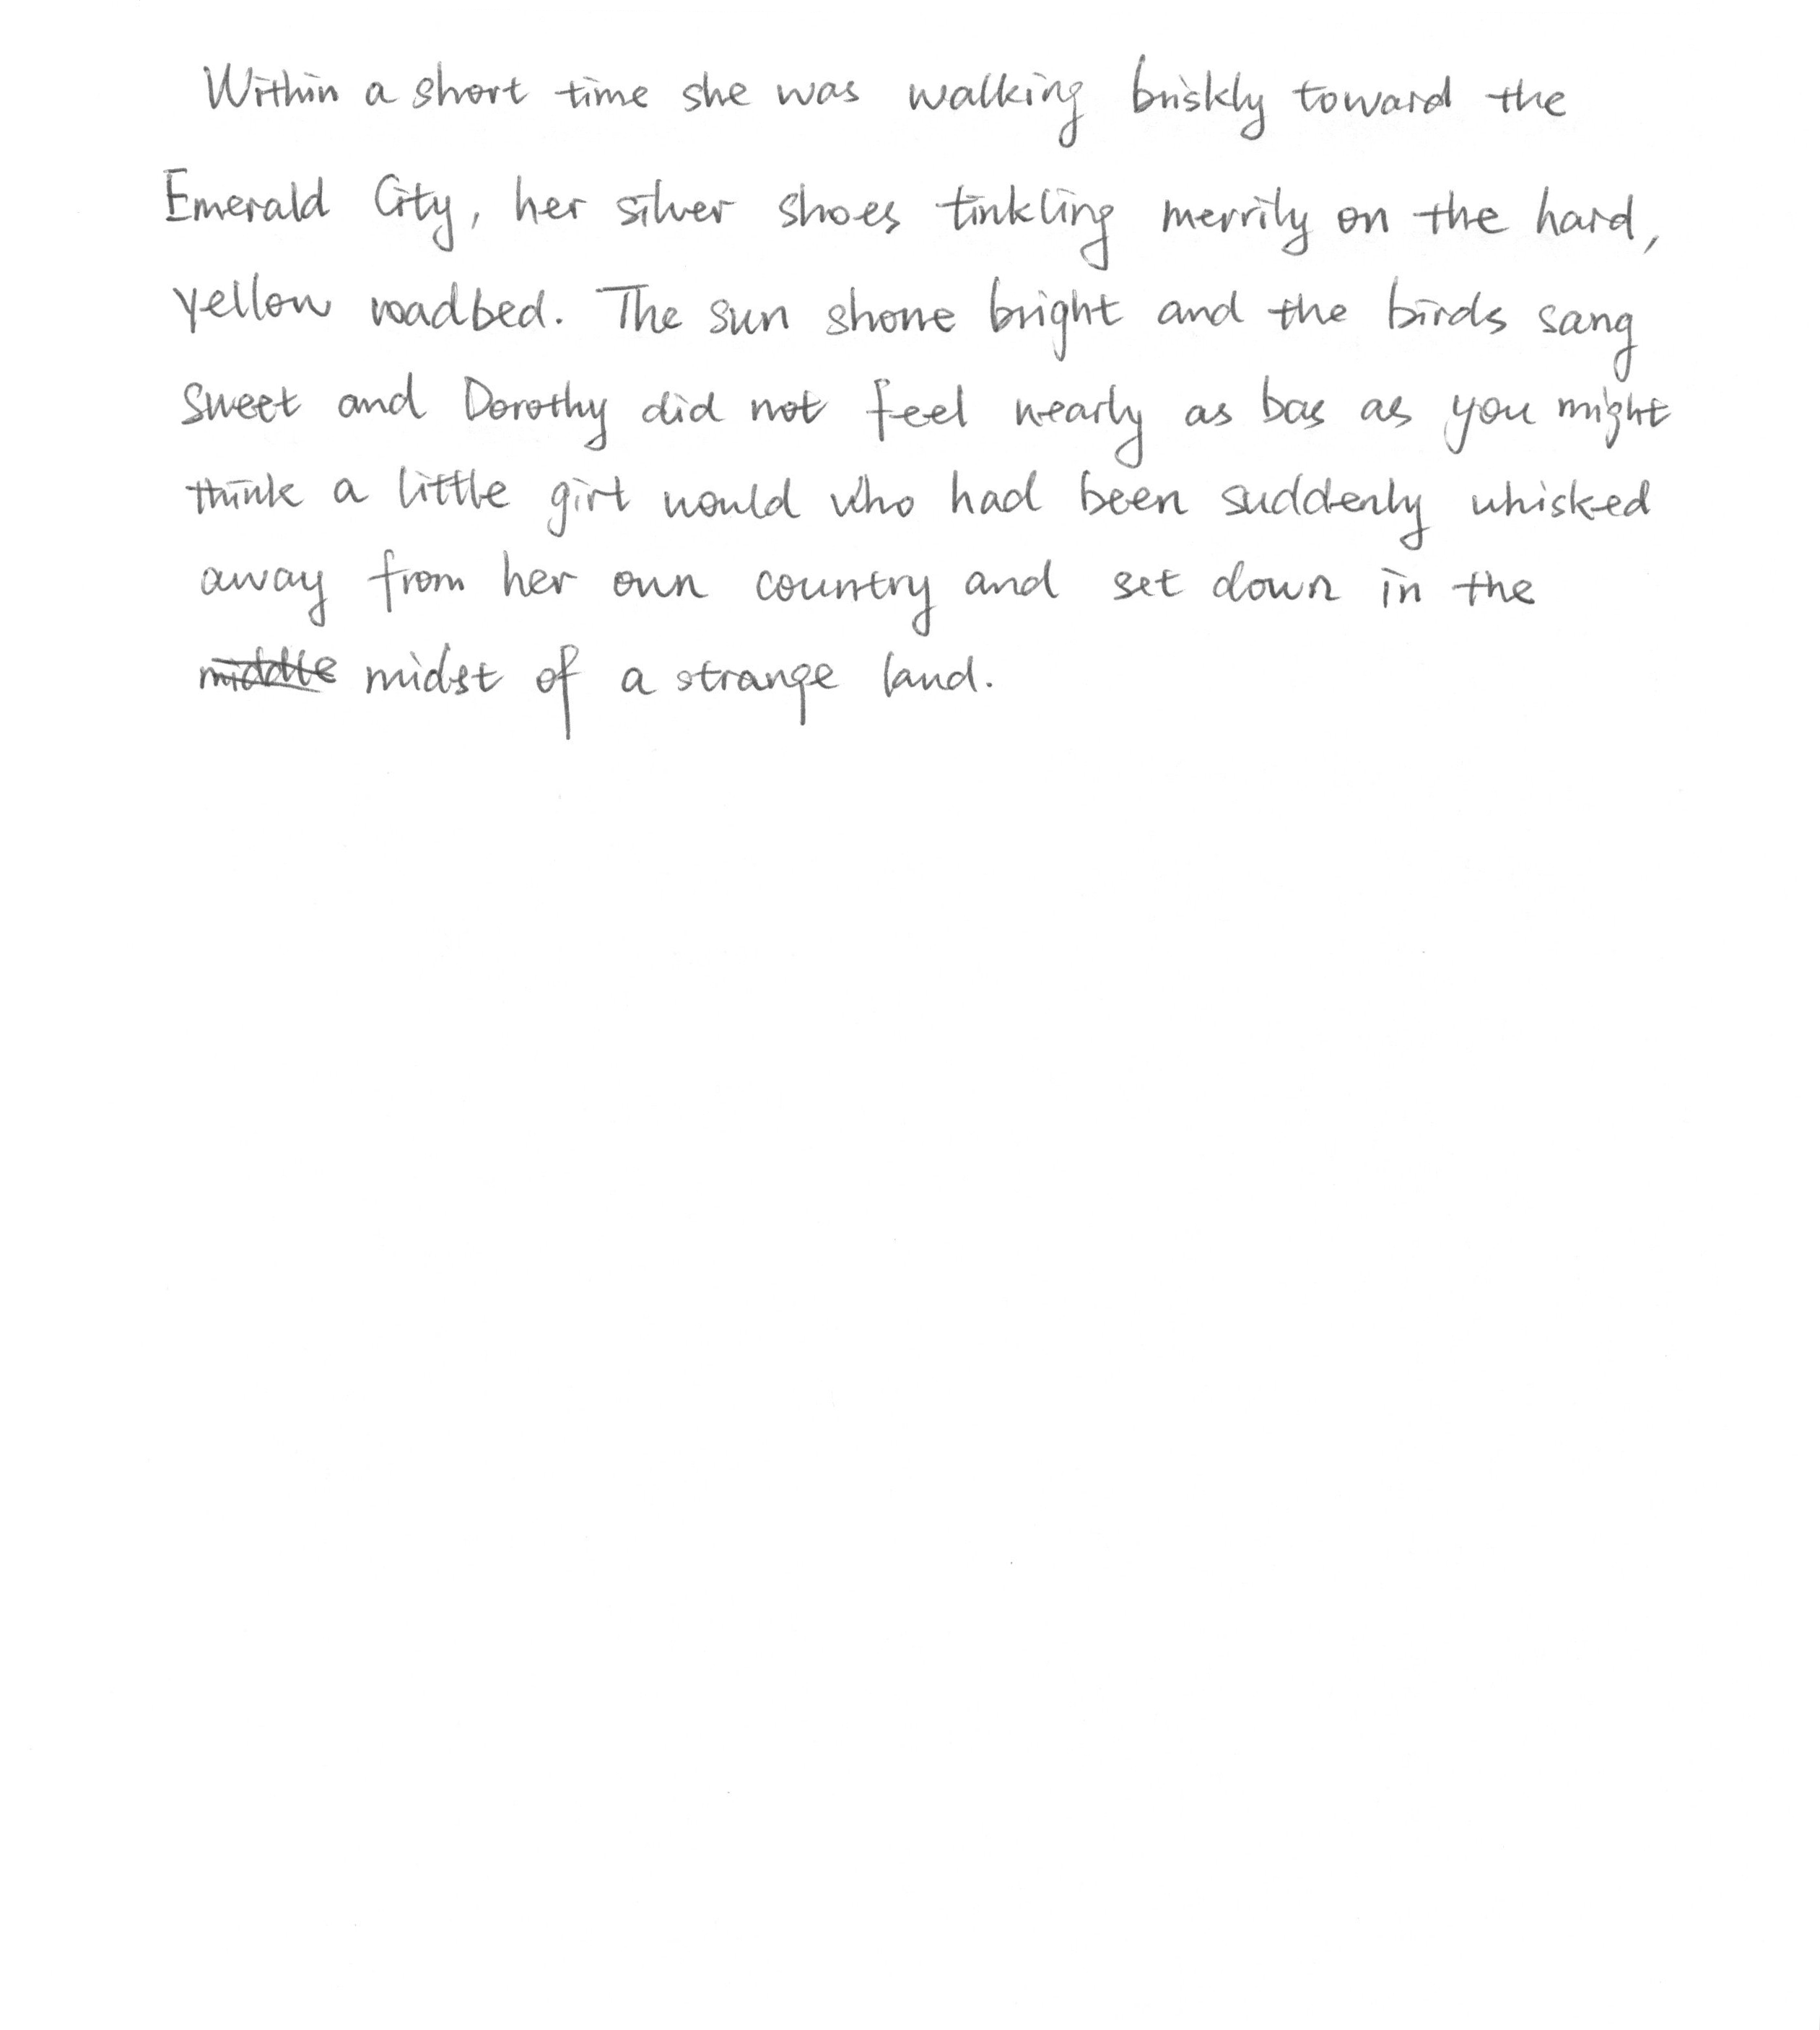 Within a short time she was walking briskly toward the
Emerald City, her silver shoes tinkling merrily on the hard,
yellow roadbed. The sun shone bright and the birds sang
sweet and Dorothy did not feel nearly as bas as you might
think a little girt would who had been suddenly whisked
away from her own country and set down in the
middle midst of a strange land.